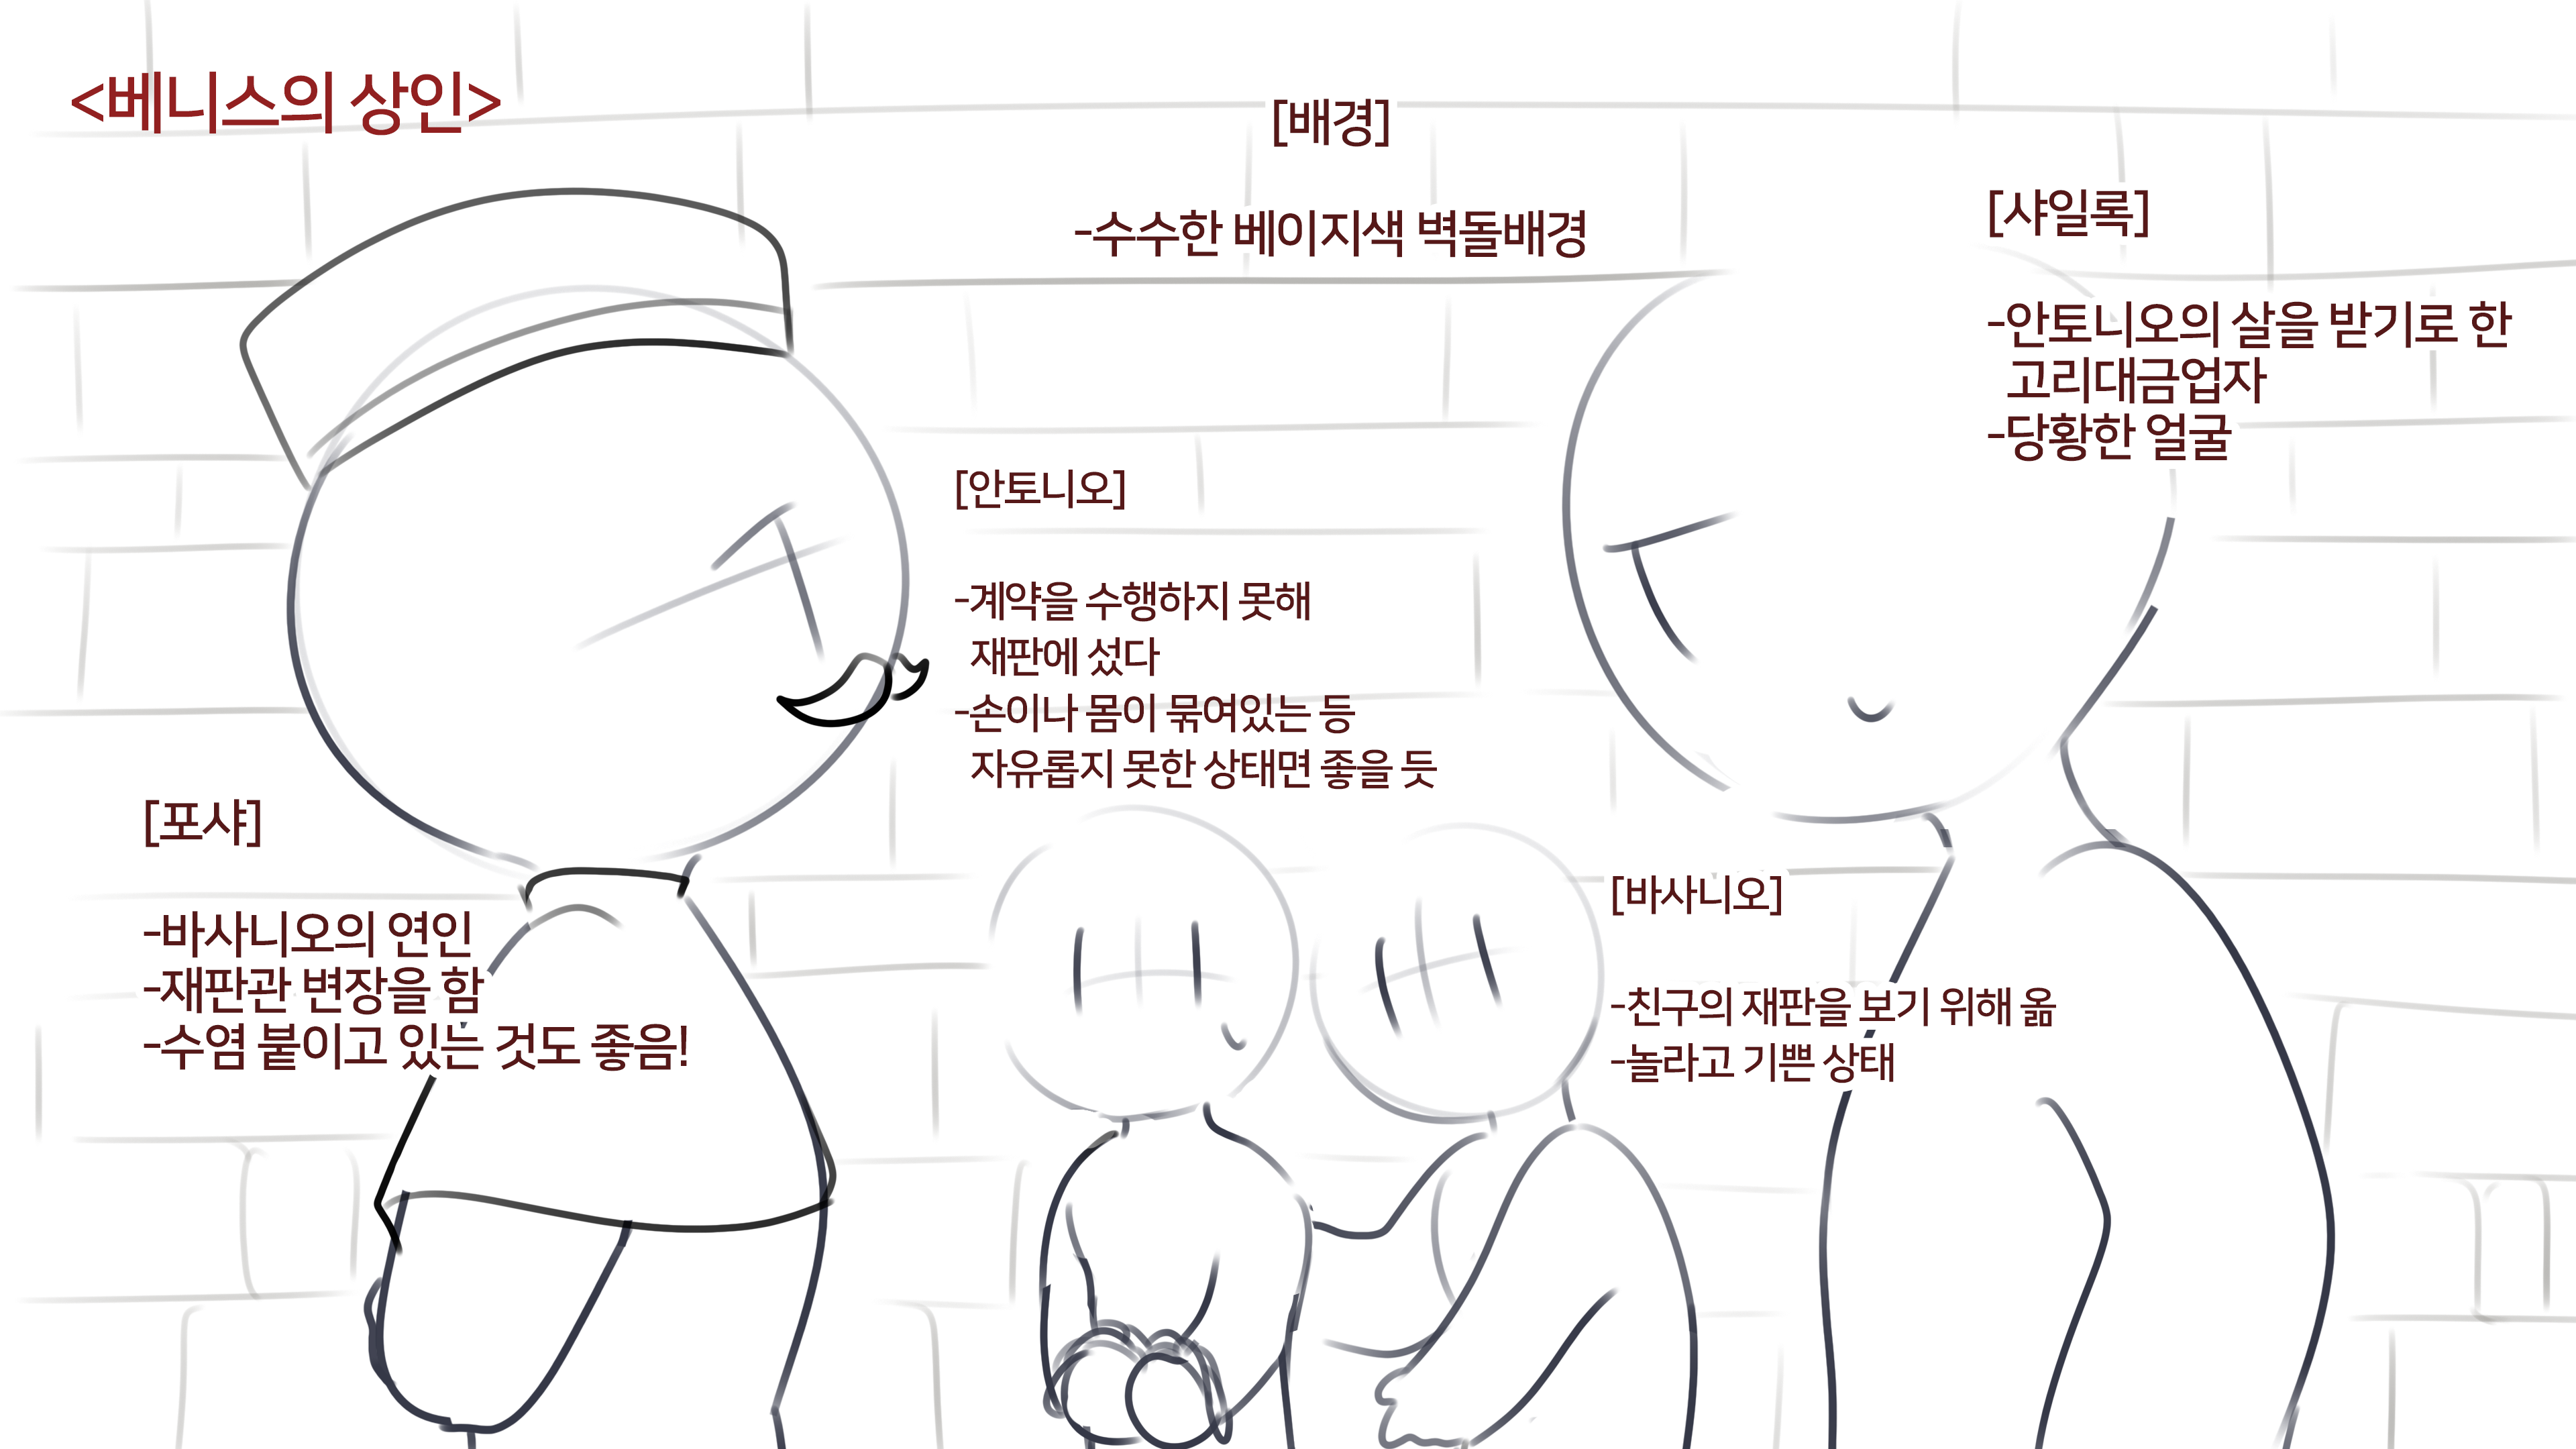 <베니스의 상인>
[배경]
-수수한 베이지색 벽돌배경
[샤일록]
-안토니오의 살을 받기로 한
고리대금업자
-당황한 얼굴
[안토니오]
-계약을 수행하지 못해
재판에 섰다
-손이나 몸이 묶여있는 등
자유롭지 못한 상태면 좋을 듯
[포샤]
-바사니오의 연인
-재판관 변장을 함
-수염 붙이고 있는 것도 좋음!
[바사니오]
-친구의 재판을 보기 위해 옮
-놀라고 기쁜 상태